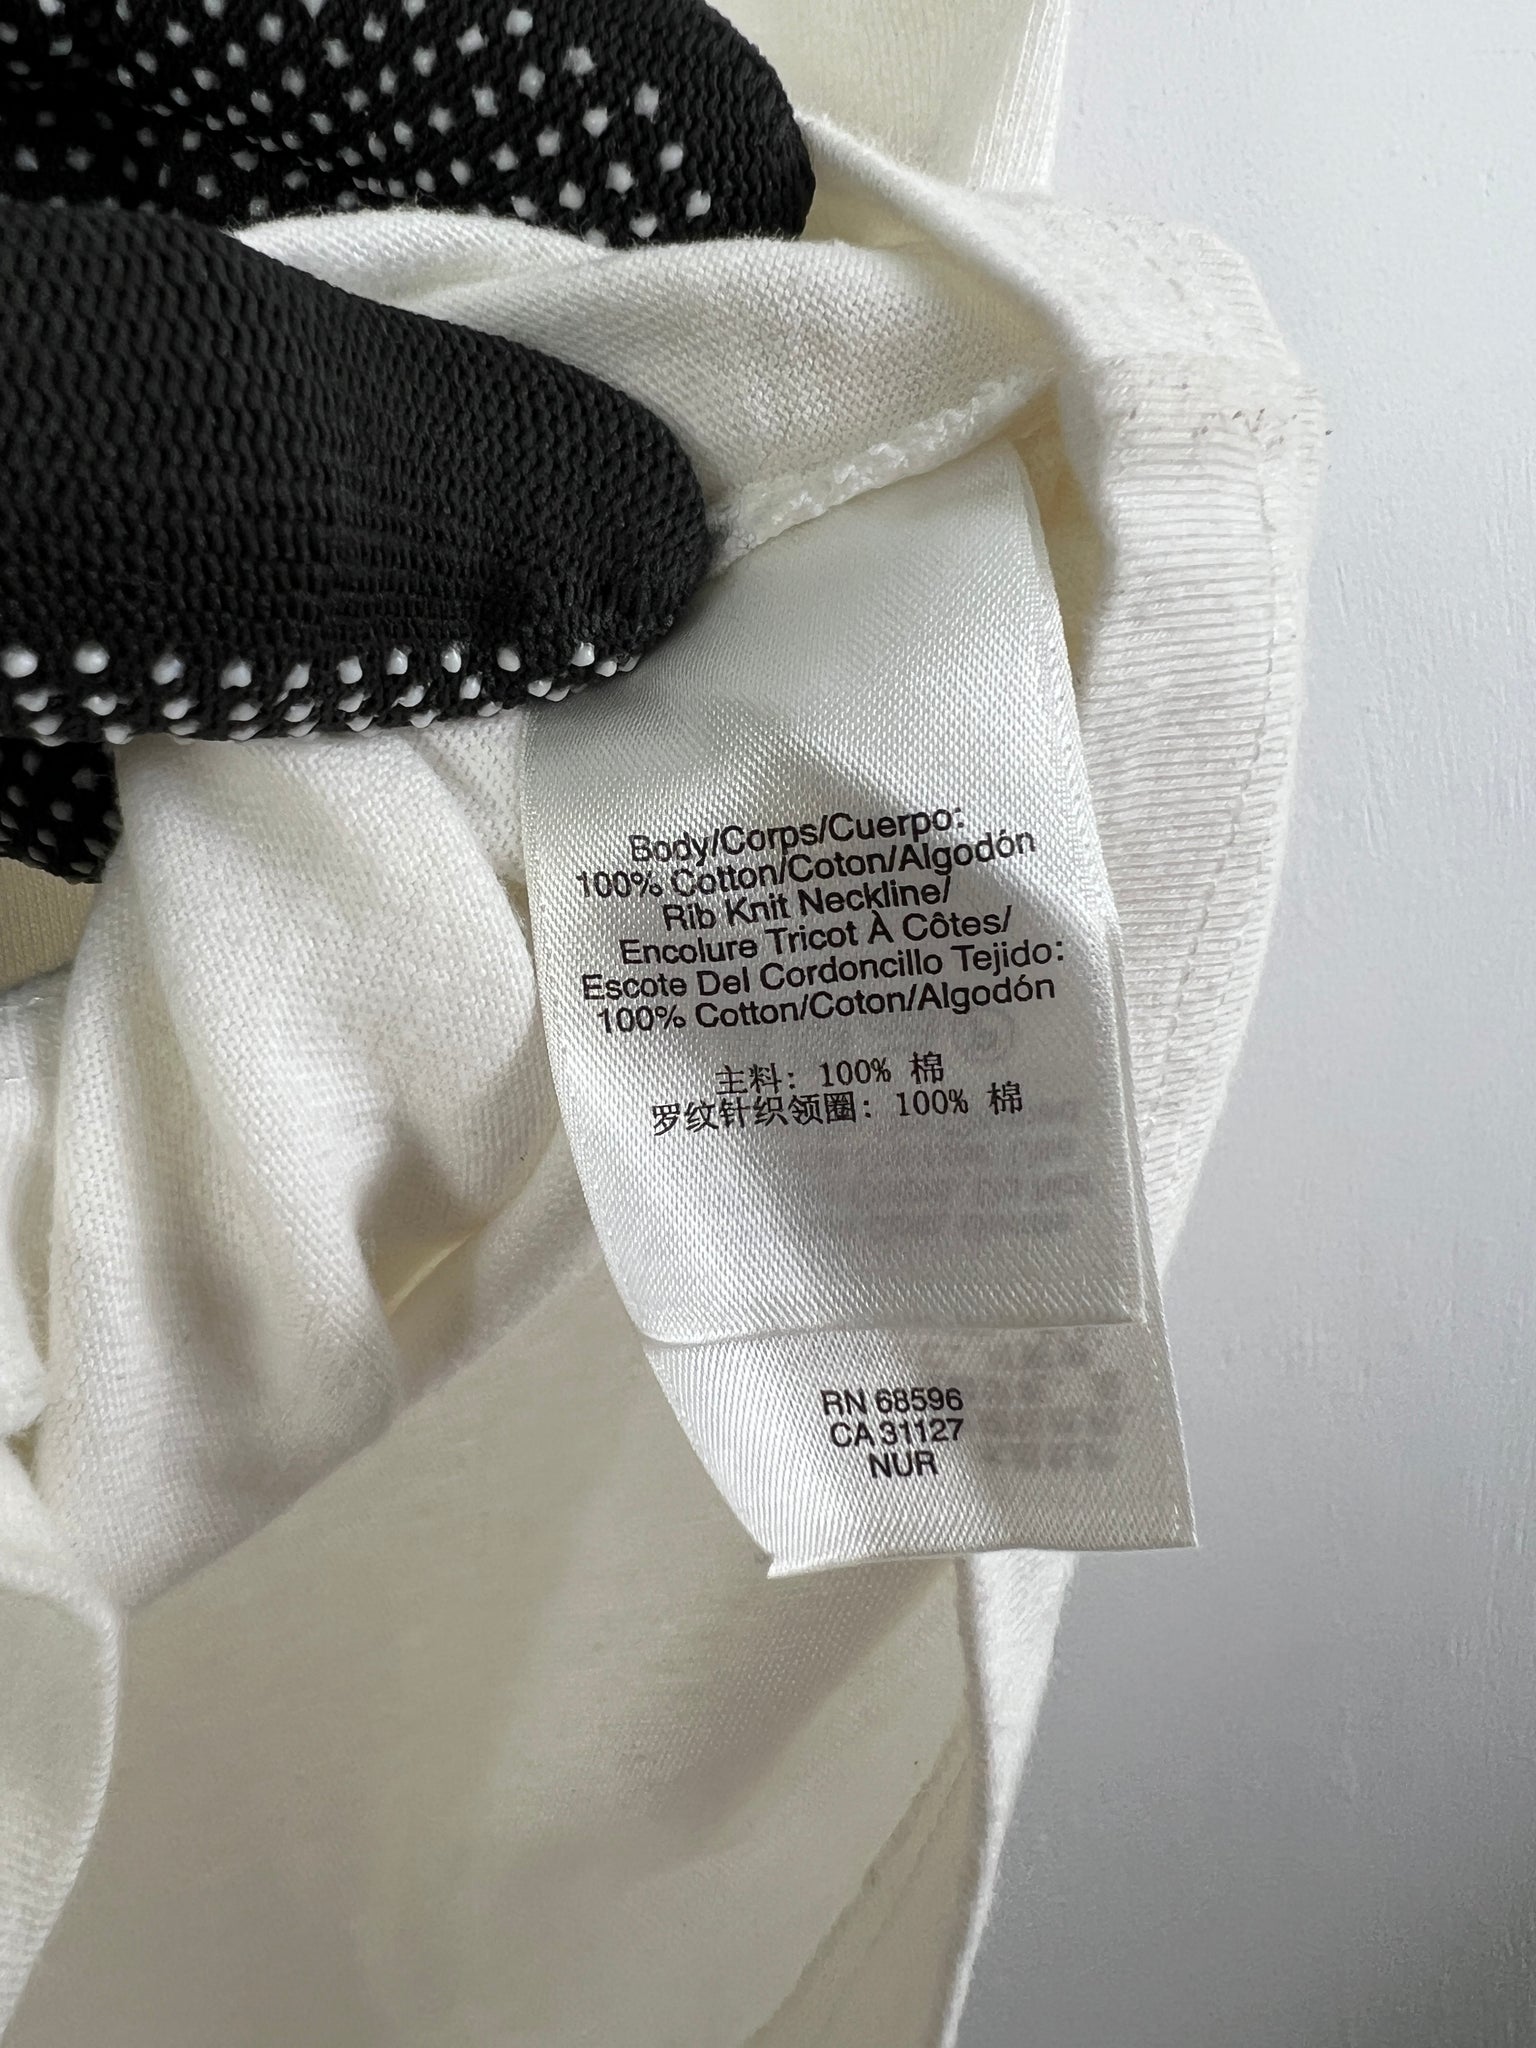 Body/Corps/Cuerpo:
100% Cotton/Coton/Algodón
Rib Knit Neckline/
Encolure Tricot À Côtes/
Escote Del Cordoncillo Tejido:
100% Cotton/Coton/Algodón
主料: 100% 棉
罗纹针织领圈: 100% 棉
RN 68596
CA 31127
NUR